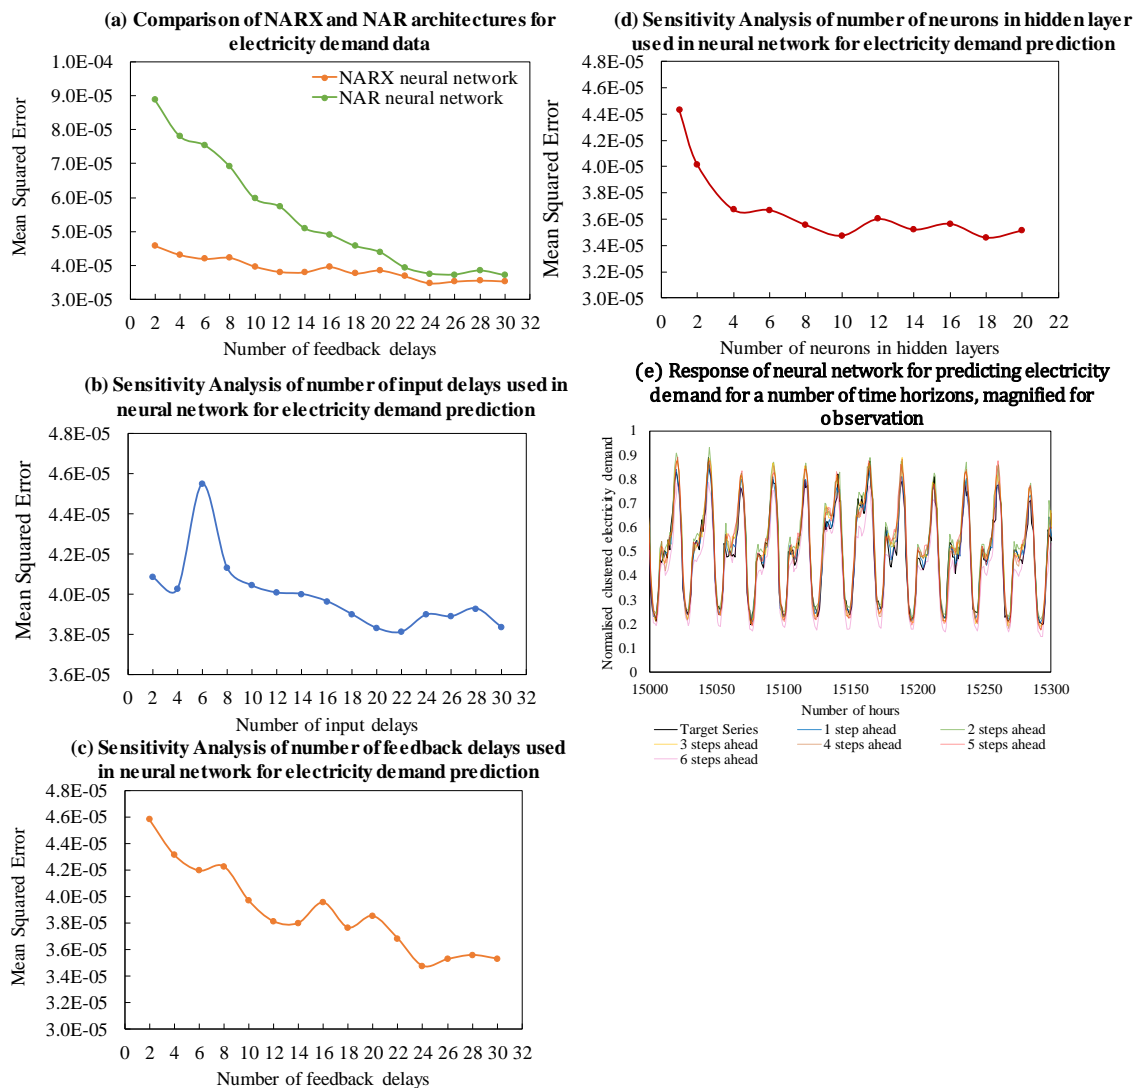 (a) Comparison of NARX and NAR architectures for
electricity demand data
1.0E-04
9.0E-05
8.0E-05
7.0E-05
6.0E-05
5.0E-05
4.0E-05
3.0E-05
Mean Squared Error
NARX neural network
NAR neural network
0 2 4 6 8 10 12 14 16 18 20 22 24 26 28 30 32
Number of feedback delays
(b) Sensitivity Analysis of number of input delays used in
neural network for electricity demand prediction
4.8E-05
4.6E-05
4.4E-05
4.2E-05
4.0E-05
3.8E-05
3.6E-05
Mean Squared Error
0 2 4 6 8 10 12 14 16 18 20 22 24 26 28 30 32
Number of input delays
(c) Sensitivity Analysis of number of feedback delays used
in neural network for electricity demand prediction
4.8E-05
4.6E-05
4.4E-05
4.2E-05
4.0E-05
3.8E-05
3.6E-05
3.4E-05
3.2E-05
3.0E-05
Mean Squared Error
0 2 4 6 8 10 12 14 16 18 20 22 24 26 28 30 32
Number of feedback delays
(d) Sensitivity Analysis of number of neurons in hidden layer
used in neural network for electricity demand prediction
4.8E-05
4.6E-05
4.4E-05
4.2E-05
4.0E-05
3.8E-05
3.6E-05
3.4E-05
3.2E-05
3.0E-05
Mean Squared Error
0 2 4 6 8 10 12 14 16 18 20 22
Number of neurons in hidden layers
(e) Response of neural network for predicting electricity
demand for a number of time horizons, magnified for
observation
1
0.9
0.8
0.7
0.6
0.5
0.4
0.3
0.2
0.1
0
Nomalised clustered electricity demand
15000 15050 15100 15150 15200 15250 15300
Number of hours
Target Series 1 step ahead 2 steps ahead
3 steps ahead 4 steps ahead 5 steps ahead
6 steps ahead